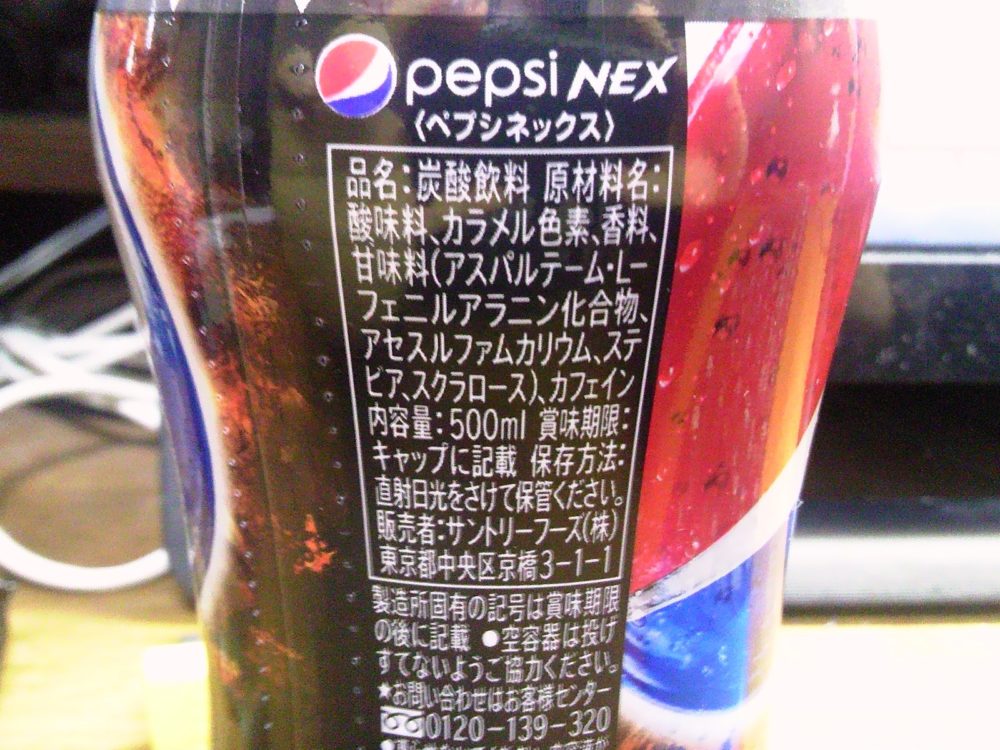 pepsi NEX
〈ペプシネックス〉
品名：炭酸飲料 原材料名：
酸味料、カラメル色素、香料、
甘味料(アスパルテーム・L-
フェニルアラニン化合物、
アセスルファムカリウム、ステ
ビア、スクラロース)、カフェイン
内容量：500ml 賞味期限：
キャップに記載 保存方法：
直射日光をさけて保管ください。
販売者：サントリーフーズ(株)
東京都中央区京橋3-1-1
製造所固有の記号は賞味期限
の後に記載 ●空容器は投げ
すてないようご協力ください。
★お問い合わせはお客様センター
0120-139-320